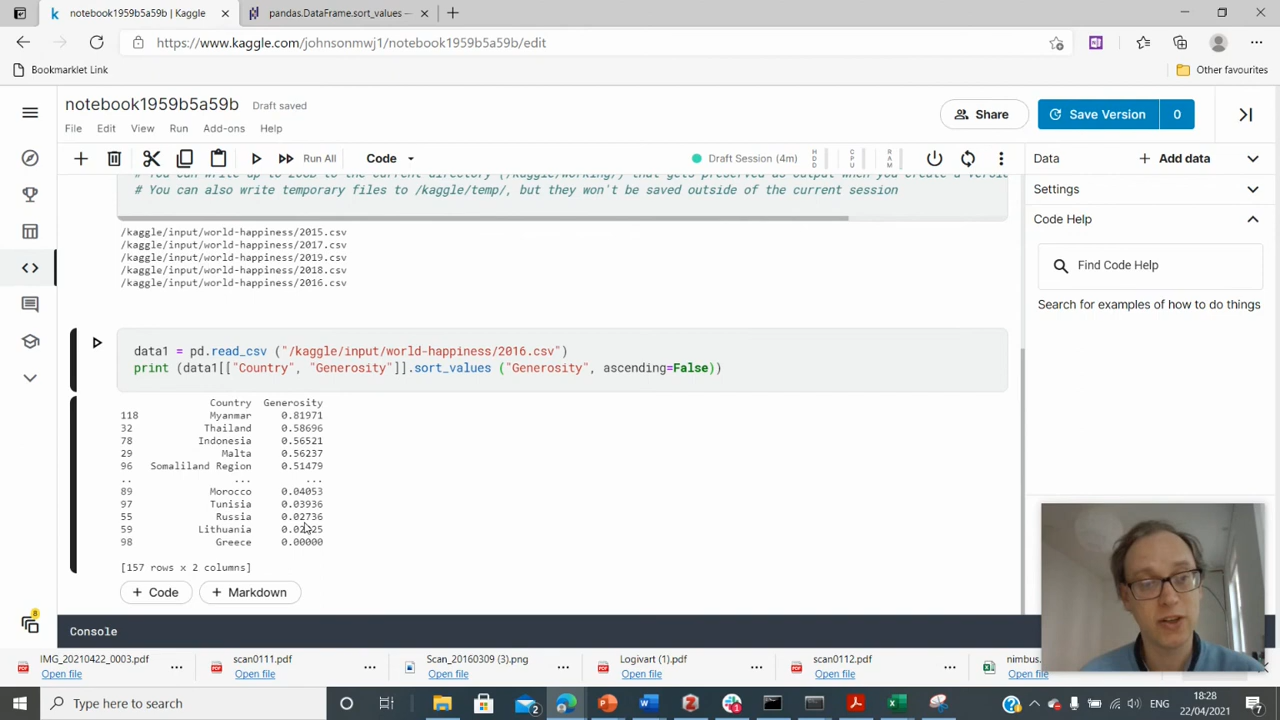 notebook1959b5a59b | Kaggle
pandas.DataFrame.sort_values —
https://www.kaggle.com/johnsonmwj1/notebook1959b5a59b/edit
Bookmarklet Link
Other favourites
notebook1959b5a59b
Draft saved
File Edit View Run Add-ons Help
Share
Save Version 0
Run All
Code
Draft Session (4m)
HDD
CPU
RAM
Data
Add data
# You can also write temporary files to /kaggle/temp/, but they won't be saved outside of the current session
Settings
Code Help
Find Code Help
Search for examples of how to do things
/kaggle/input/world-happiness/2015.csv
/kaggle/input/world-happiness/2017.csv
/kaggle/input/world-happiness/2019.csv
/kaggle/input/world-happiness/2018.csv
/kaggle/input/world-happiness/2016.csv
data1 = pd.read_csv ("/kaggle/input/world-happiness/2016.csv")
print (data1[["Country", "Generosity"]].sort_values ("Generosity", ascending=False))
Country Generosity
118 Myanmar 0.81971
32 Thailand 0.58696
78 Indonesia 0.56521
29 Malta 0.56237
96 Somaliland Region 0.51479
.. ... ...
89 Morocco 0.04053
97 Tunisia 0.03936
55 Russia 0.02736
59 Lithuania
98 Greece 0.00000
[157 rows x 2 columns]
+ Code
+ Markdown
Console
IMG_20210422_0003.pdf
Open file
scan0111.pdf
Open file
Scan_20160309 (3).png
Open file
Logivart (1).pdf
Open file
scan0112.pdf
Open file
nimbus.
Open file
Type here to search
ENG
18:28
22/04/2021